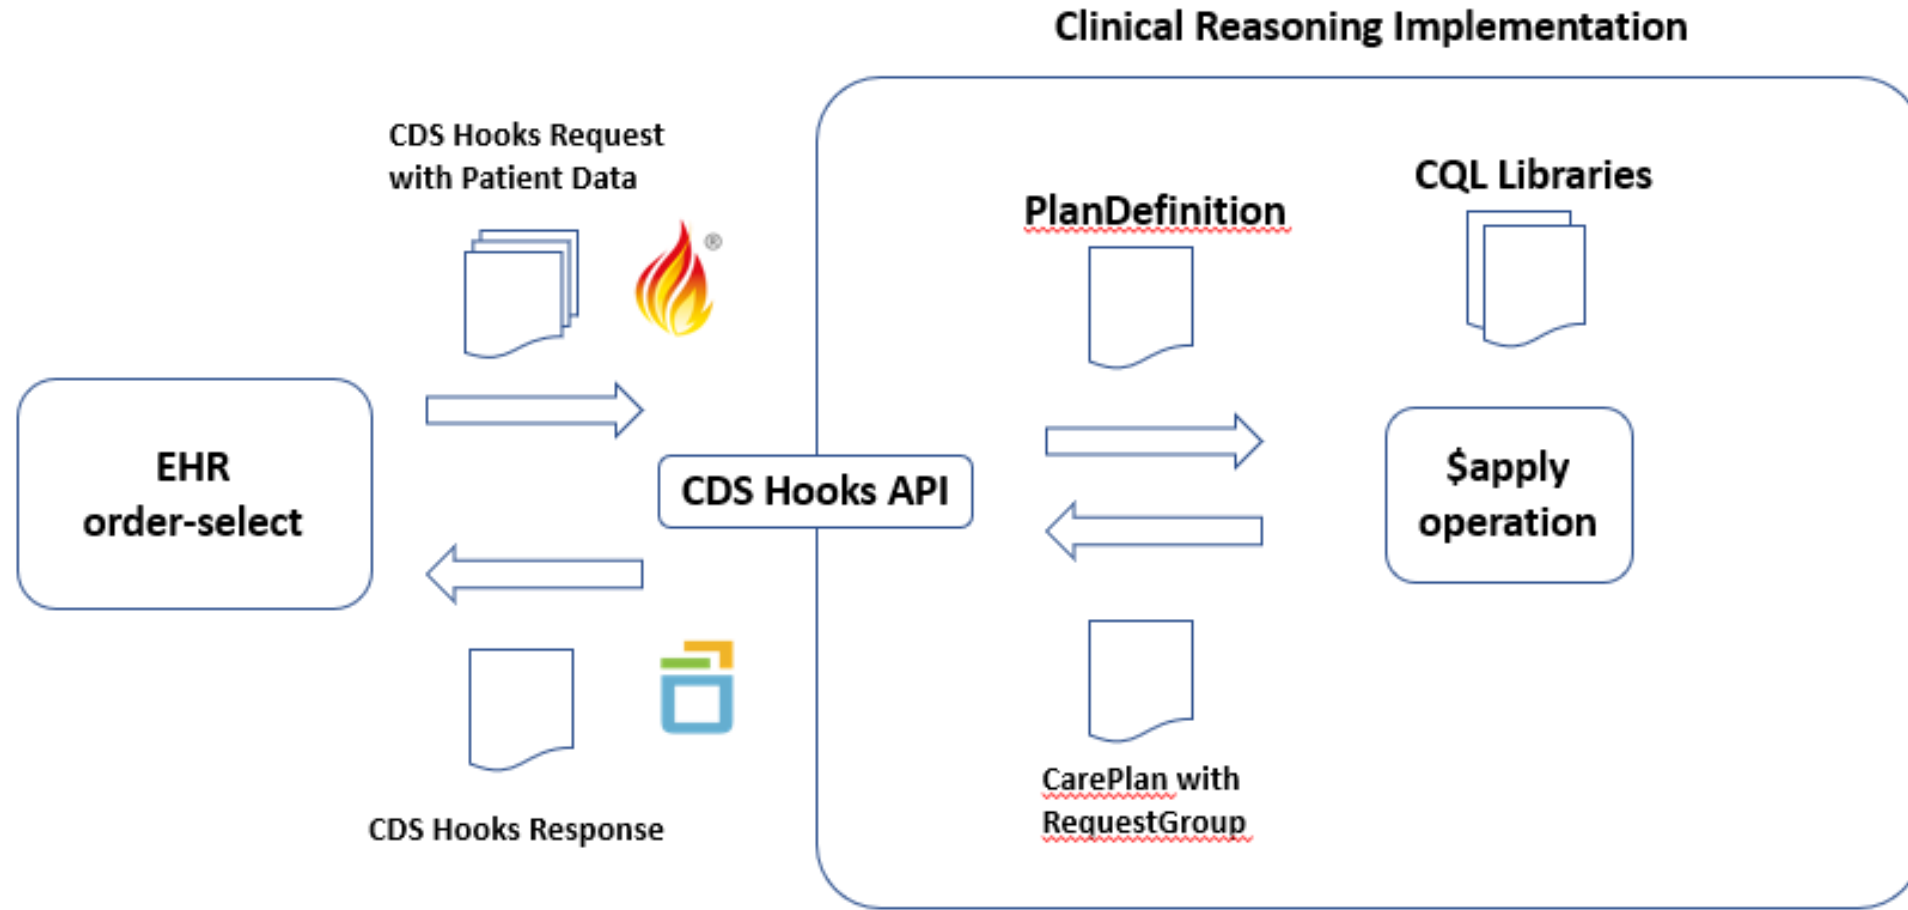 Clinical Reasoning Implementation
CDS Hooks Request
with Patient Data
®
PlanDefinition
CQL Libraries
EHR
order-select
CDS Hooks API
$apply
operation
CarePlan with
RequestGroup
CDS Hooks Response